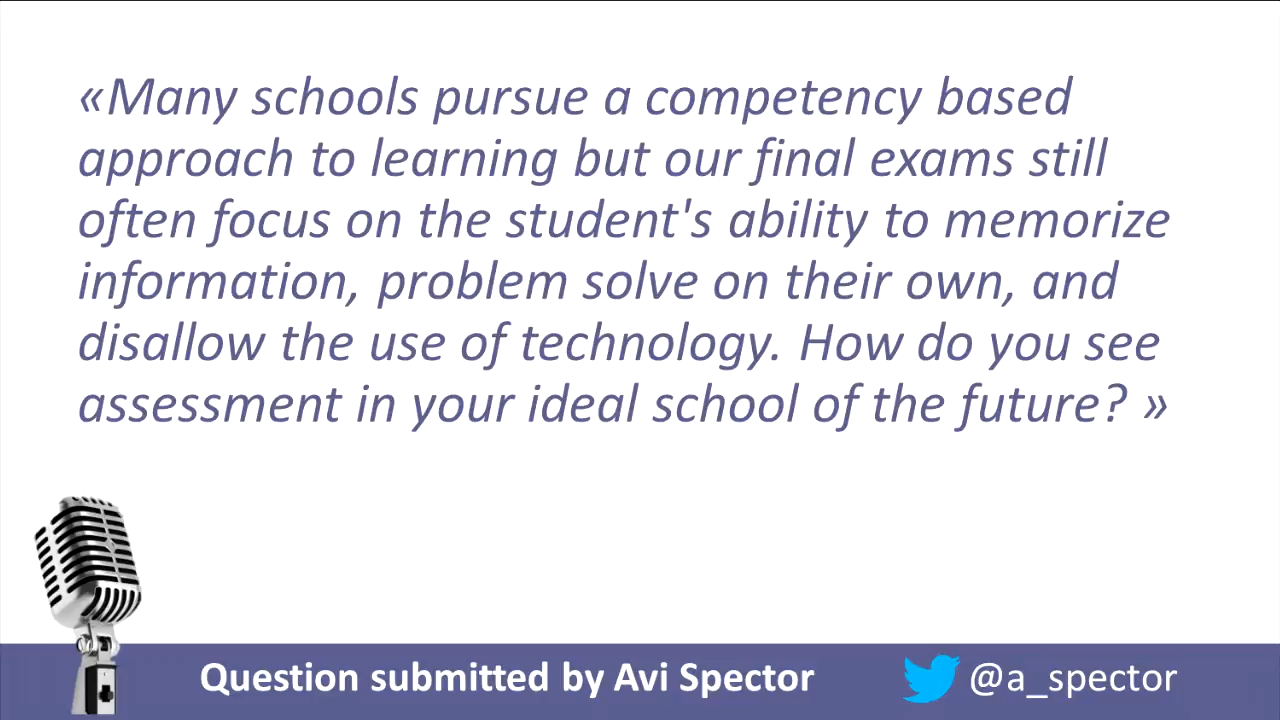 «Many schools pursue a competency based
approach to learning but our final exams still
often focus on the student's ability to memorize
information, problem solve on their own, and
disallow the use of technology. How do you see
assessment in your ideal school of the future? »
Question submitted by Avi Spector @a_spector